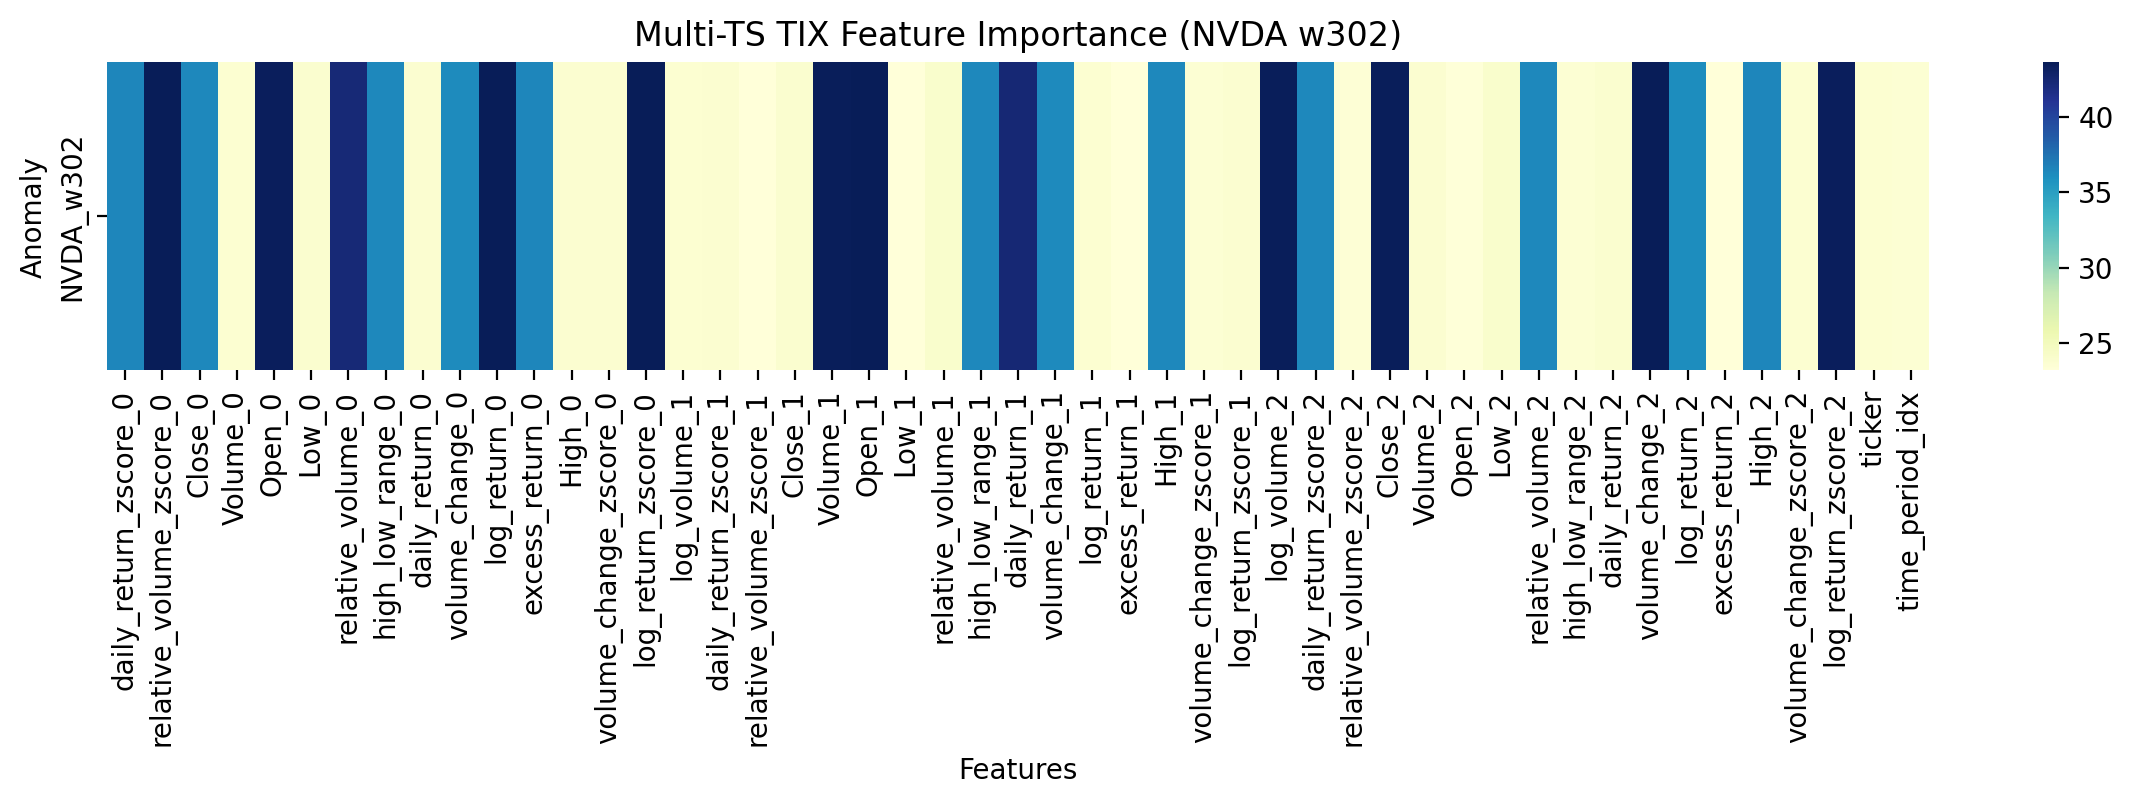 Multi-TS TIX Feature Importance (NVDA w302)
Anomaly
NVDA_w302
40
35
30
25
daily_return_zscore_0
relative_volume_zscore_0
Close_0
Volume_0
Open_0
Low_0
relative_volume_0
high_low_range_0
daily_return_0
volume_change_0
log_return_0
excess_return_0
High_0
volume_change_zscore_0
log_return_zscore_0
log_volume_1
daily_return_zscore_1
relative_volume_zscore_1
Close_1
Volume_1
Open_1
Low_1
relative_volume_1
high_low_range_1
daily_return_1
volume_change_1
log_return_1
excess_return_1
High_1
volume_change_zscore_1
log_return_zscore_1
log_volume_2
daily_return_zscore_2
relative_volume_zscore_2
Close_2
Volume_2
Open_2
Low_2
relative_volume_2
high_low_range_2
daily_return_2
volume_change_2
log_return_2
excess_return_2
High_2
volume_change_zscore_2
log_return_zscore_2
ticker
time_period_idx
Features